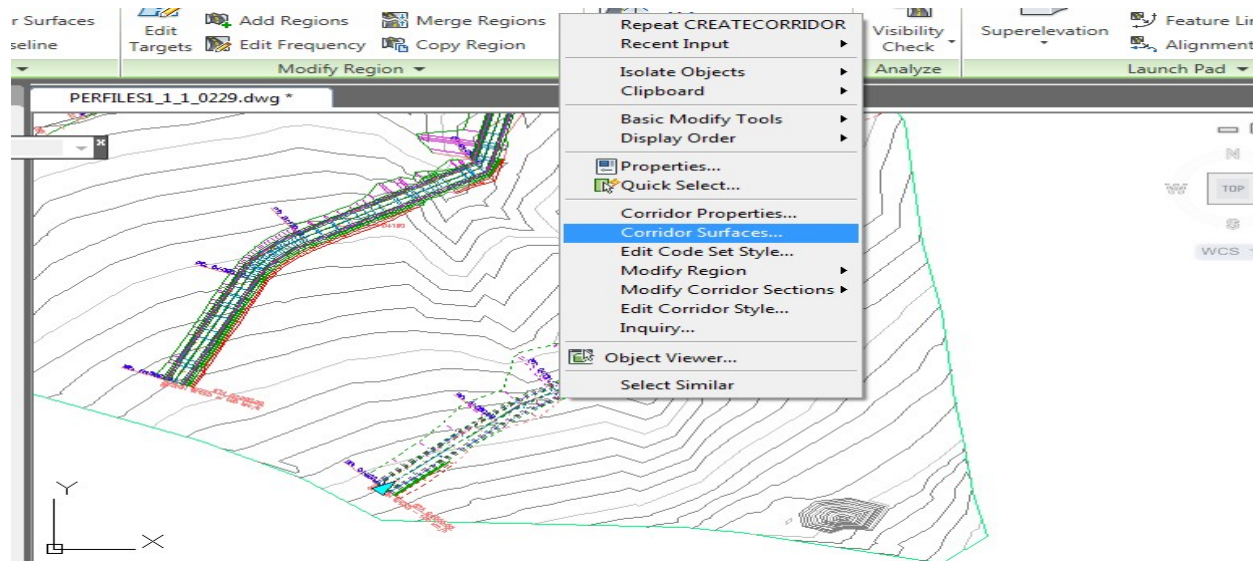 r Surfaces
Add Regions
Merge Regions
Edit
Targets
seline
Edit Frequency
Copy Region
Modify Region
Visibility
Check
Analyze
Superelevation
Feature Li
Alignment
Launch Pad
PERFILES1_1_1_0229.dwg *
Repeat CREATECORRIDOR
Recent Input
Isolate Objects
Clipboard
Basic Modify Tools
Display Order
Properties...
Quick Select...
Corridor Properties...
Corridor Surfaces...
Edit Code Set Style...
Modify Region
Modify Corridor Sections
Edit Corridor Style...
Inquiry...
Object Viewer...
Select Similar
N
W
TOP
S
WCS
Y
X